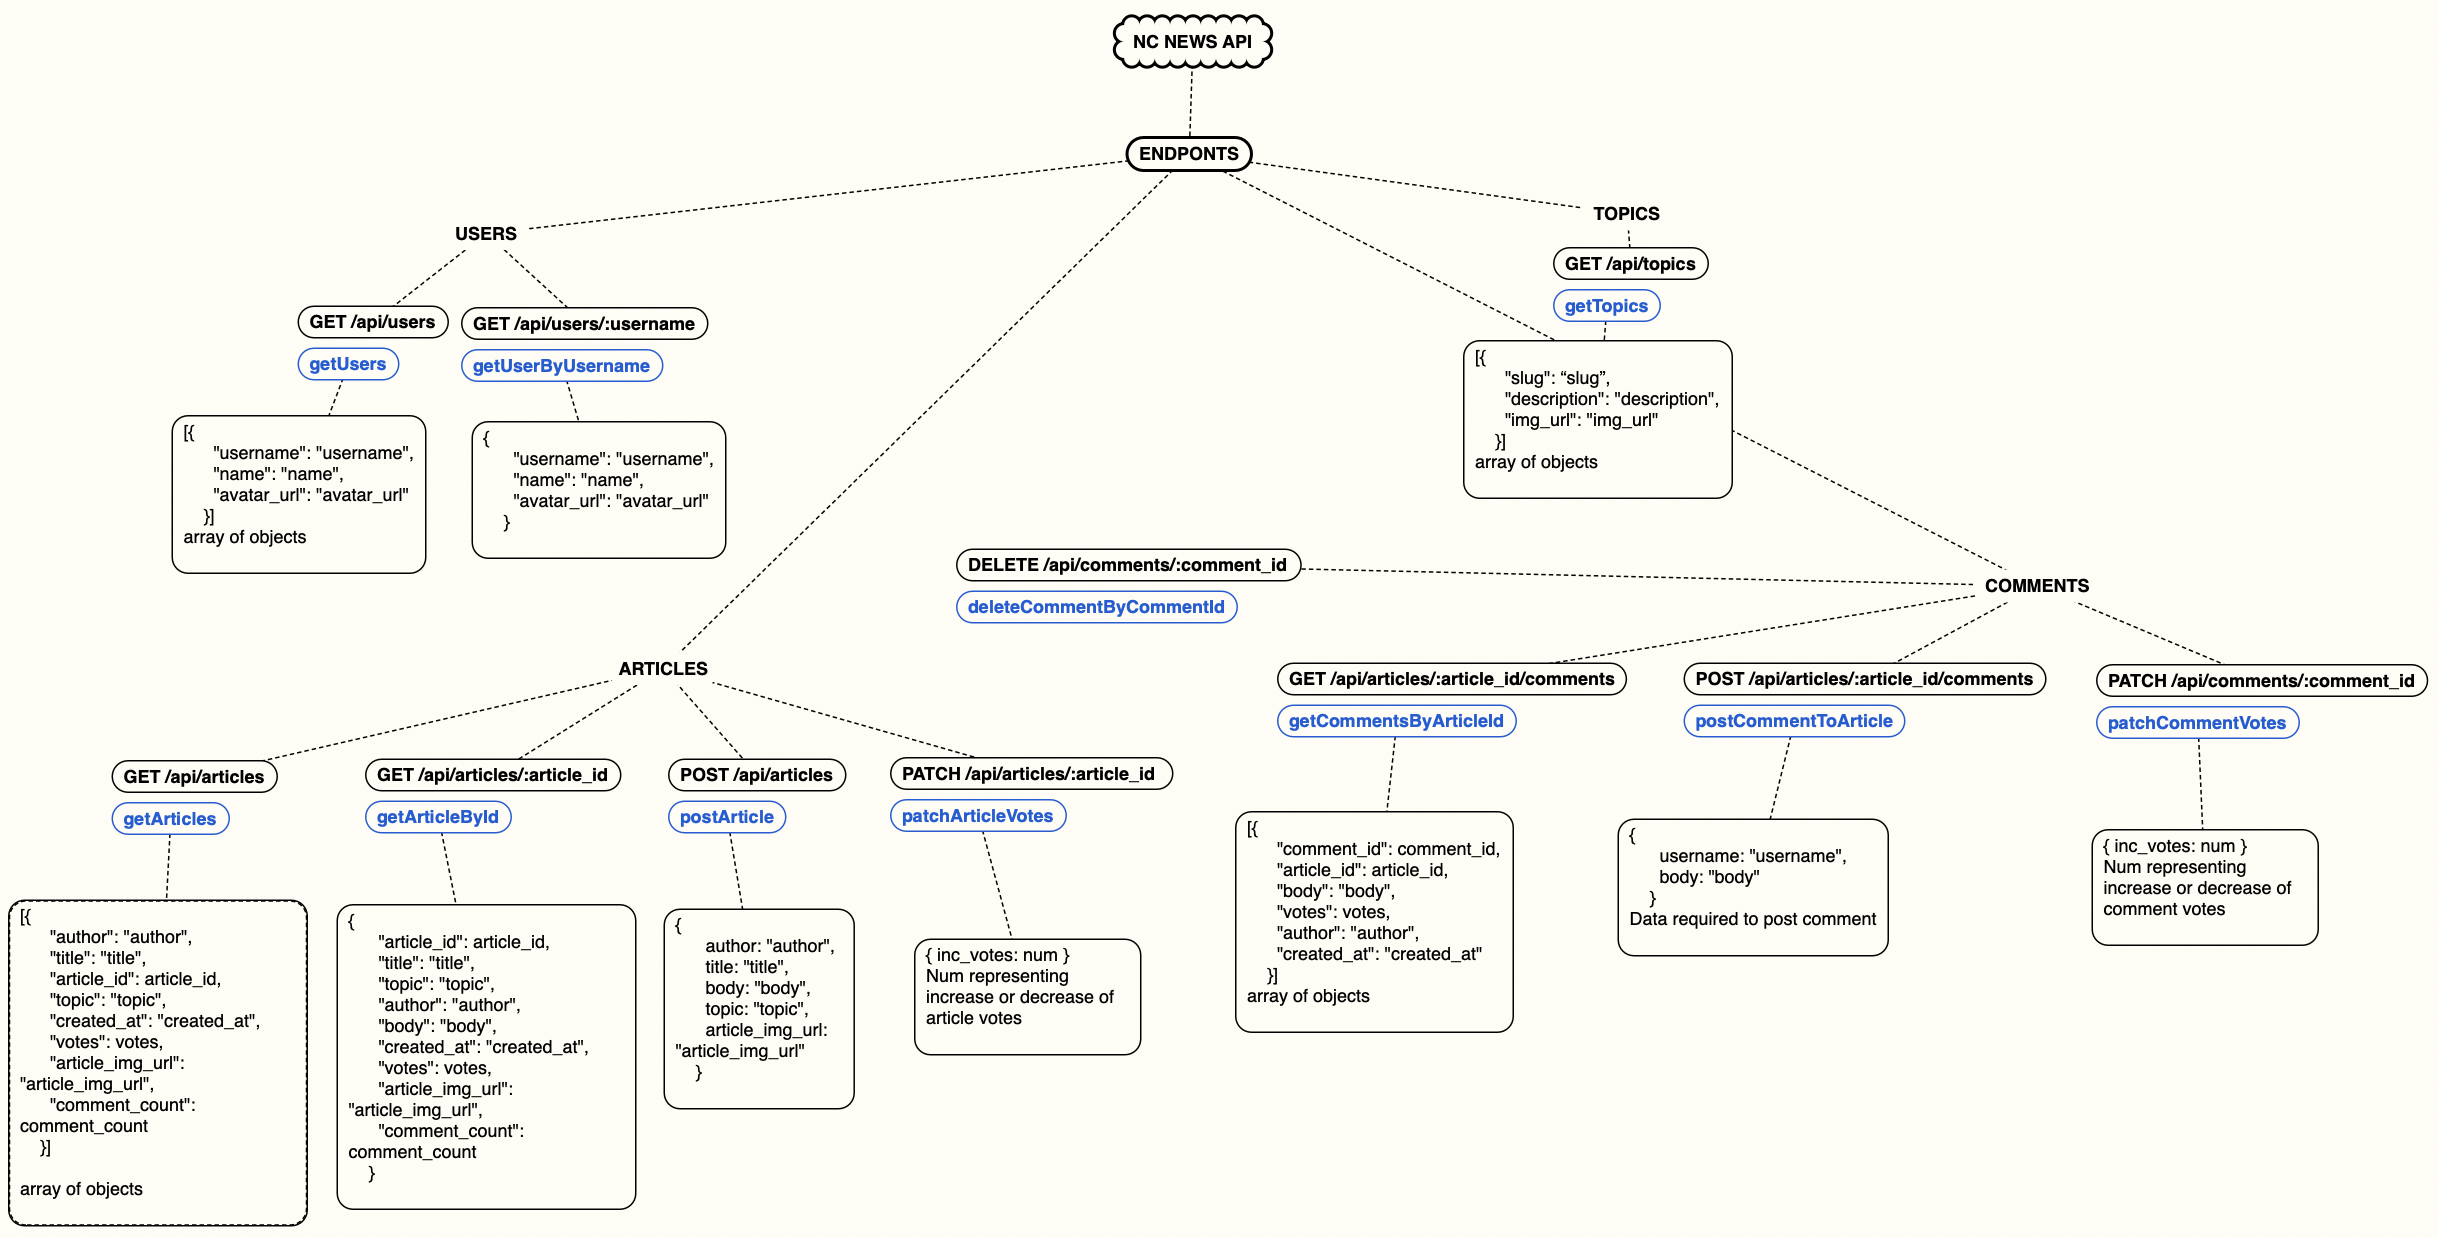 NC NEWS API
ENDPONTS
USERS
GET /api/users
getUsers
[{
"username": "username",
"name": "name",
"avatar_url": "avatar_url"
}]
array of objects
GET /api/users/:username
getUserByUsername
{
"username": "username",
"name": "name",
"avatar_url": "avatar_url"
}
TOPICS
GET /api/topics
getTopics
[{
"slug": “slug”,
"description": "description",
"img_url": "img_url"
}]
array of objects
ARTICLES
GET /api/articles
getArticles
[{
"author": "author",
"title": "title",
"article_id": article_id,
"topic": "topic",
"created_at": "created_at",
"votes": votes,
"article_img_url":
"article_img_url",
"comment_count":
comment_count
}]
array of objects
GET /api/articles/:article_id
getArticleById
{
"article_id": article_id,
"title": "title",
"topic": "topic",
"author": "author",
"body": "body",
"created_at": "created_at",
"votes": votes,
"article_img_url":
"article_img_url",
"comment_count":
comment_count
}
POST /api/articles
postArticle
{
author: "author",
title: "title",
body: "body",
topic: "topic",
article_img_url:
"article_img_url"
}
PATCH /api/articles/:article_id
patchArticleVotes
{ inc_votes: num }
Num representing
increase or decrease of
article votes
COMMENTS
DELETE /api/comments/:comment_id
deleteCommentByCommentId
GET /api/articles/:article_id/comments
getCommentsByArticleId
[{
"comment_id": comment_id,
"article_id": article_id,
"body": "body",
"votes": votes,
"author": "author",
"created_at": "created_at"
}]
array of objects
POST /api/articles/:article_id/comments
postCommentToArticle
{
username: "username",
body: "body"
}
Data required to post comment
PATCH /api/comments/:comment_id
patchCommentVotes
{ inc_votes: num }
Num representing
increase or decrease of
comment votes